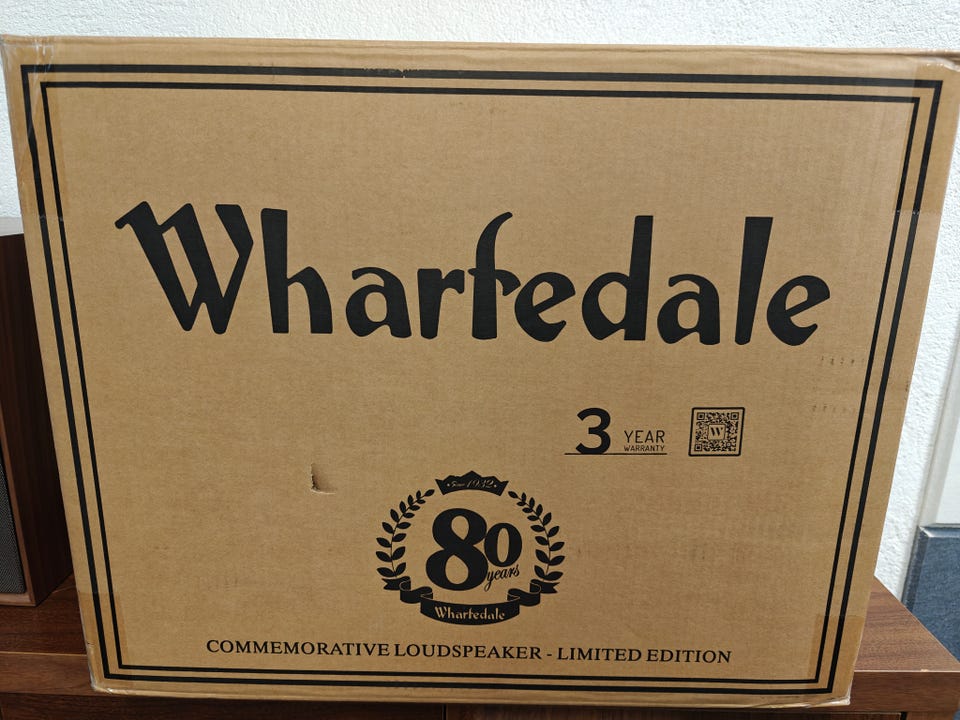 Wharfedale
3 YEAR
WARRANTY
W
Since 1932
80
years
Wharfedale
COMMEMORATIVE LOUDSPEAKER - LIMITED EDITION